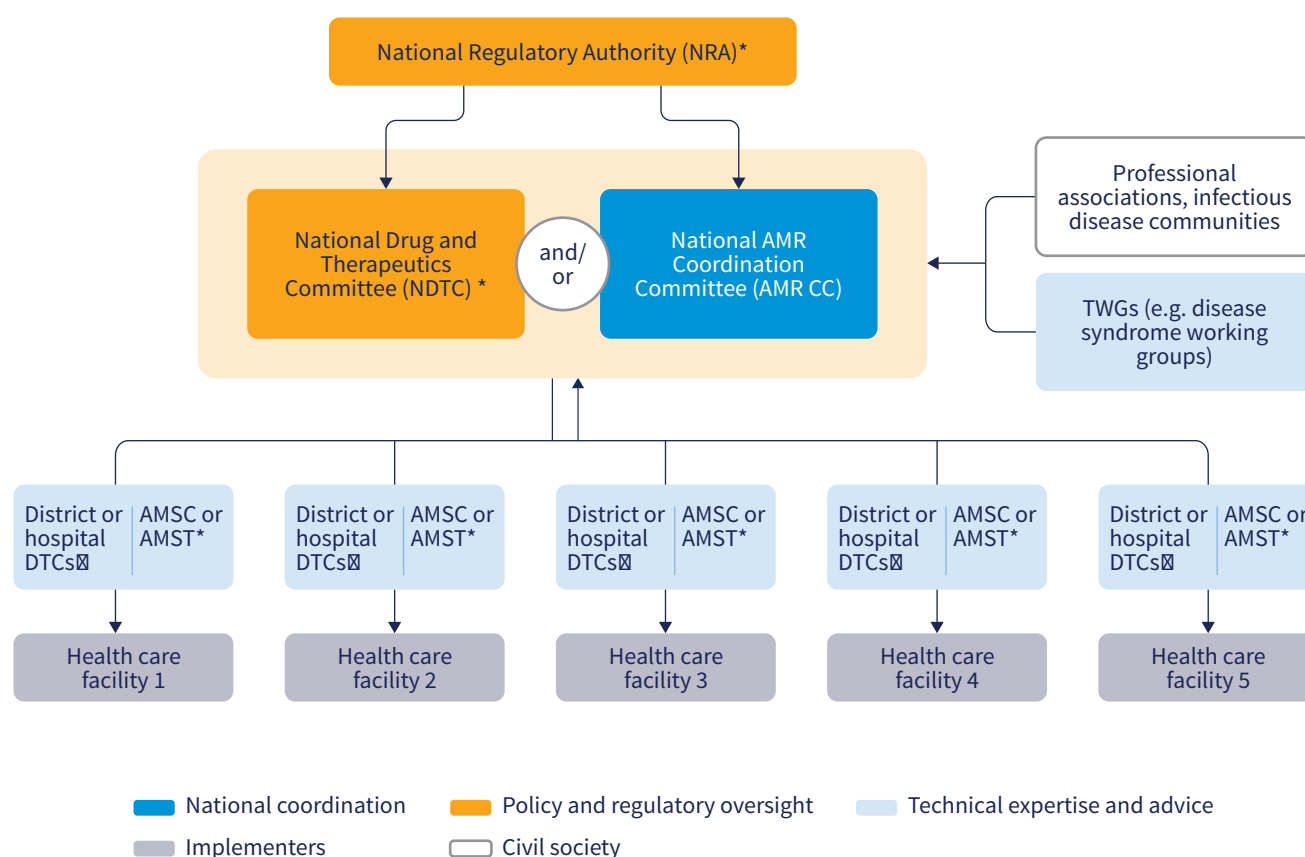 National Regulatory Authority (NRA)*
National Drug and
Therapeutics
Committee (NDTC) *
and/
or
National AMR
Coordination
Committee (AMR CC)
Professional
associations, infectious
disease communities
TWGs (e.g. disease
syndrome working
groups)
District or
hospital
DTCs
AMSC or
AMST*
District or
hospital
DTCs
AMSC or
AMST*
District or
hospital
DTCs
AMSC or
AMST*
District or
hospital
DTCs
AMSC or
AMST*
District or
hospital
DTCs
AMSC or
AMST*
Health care
facility 1
Health care
facility 2
Health care
facility 3
Health care
facility 4
Health care
facility 5
National coordination
Policy and regulatory oversight
Technical expertise and advice
Implementers
Civil society